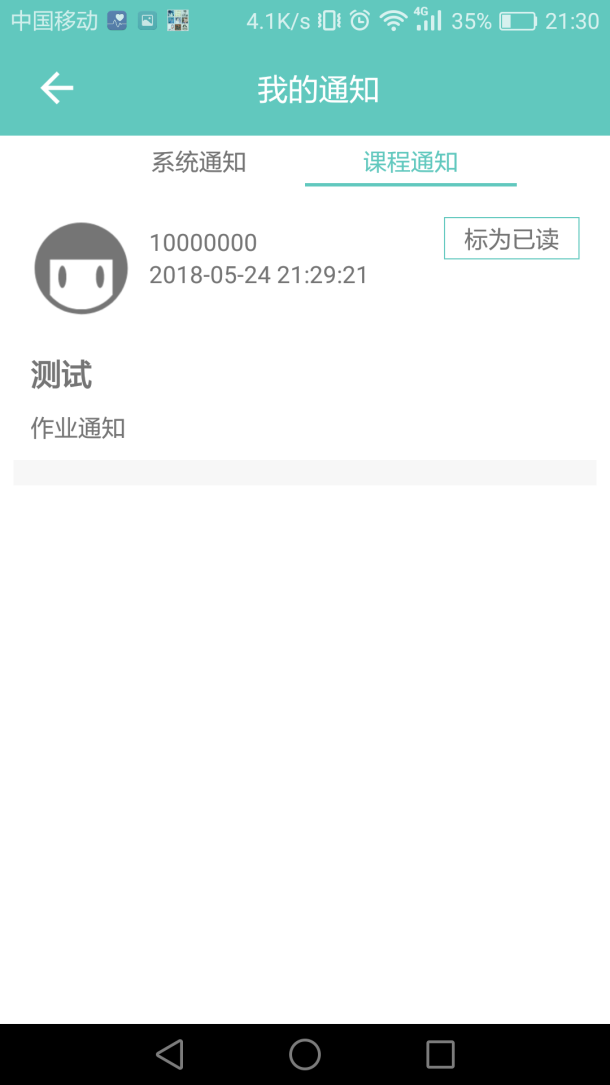 中国移动 4.1K/s 4G 35% 21:30
我的通知
系统通知 课程通知
10000000 标为已读
2018-05-24 21:29:21
测试
作业通知